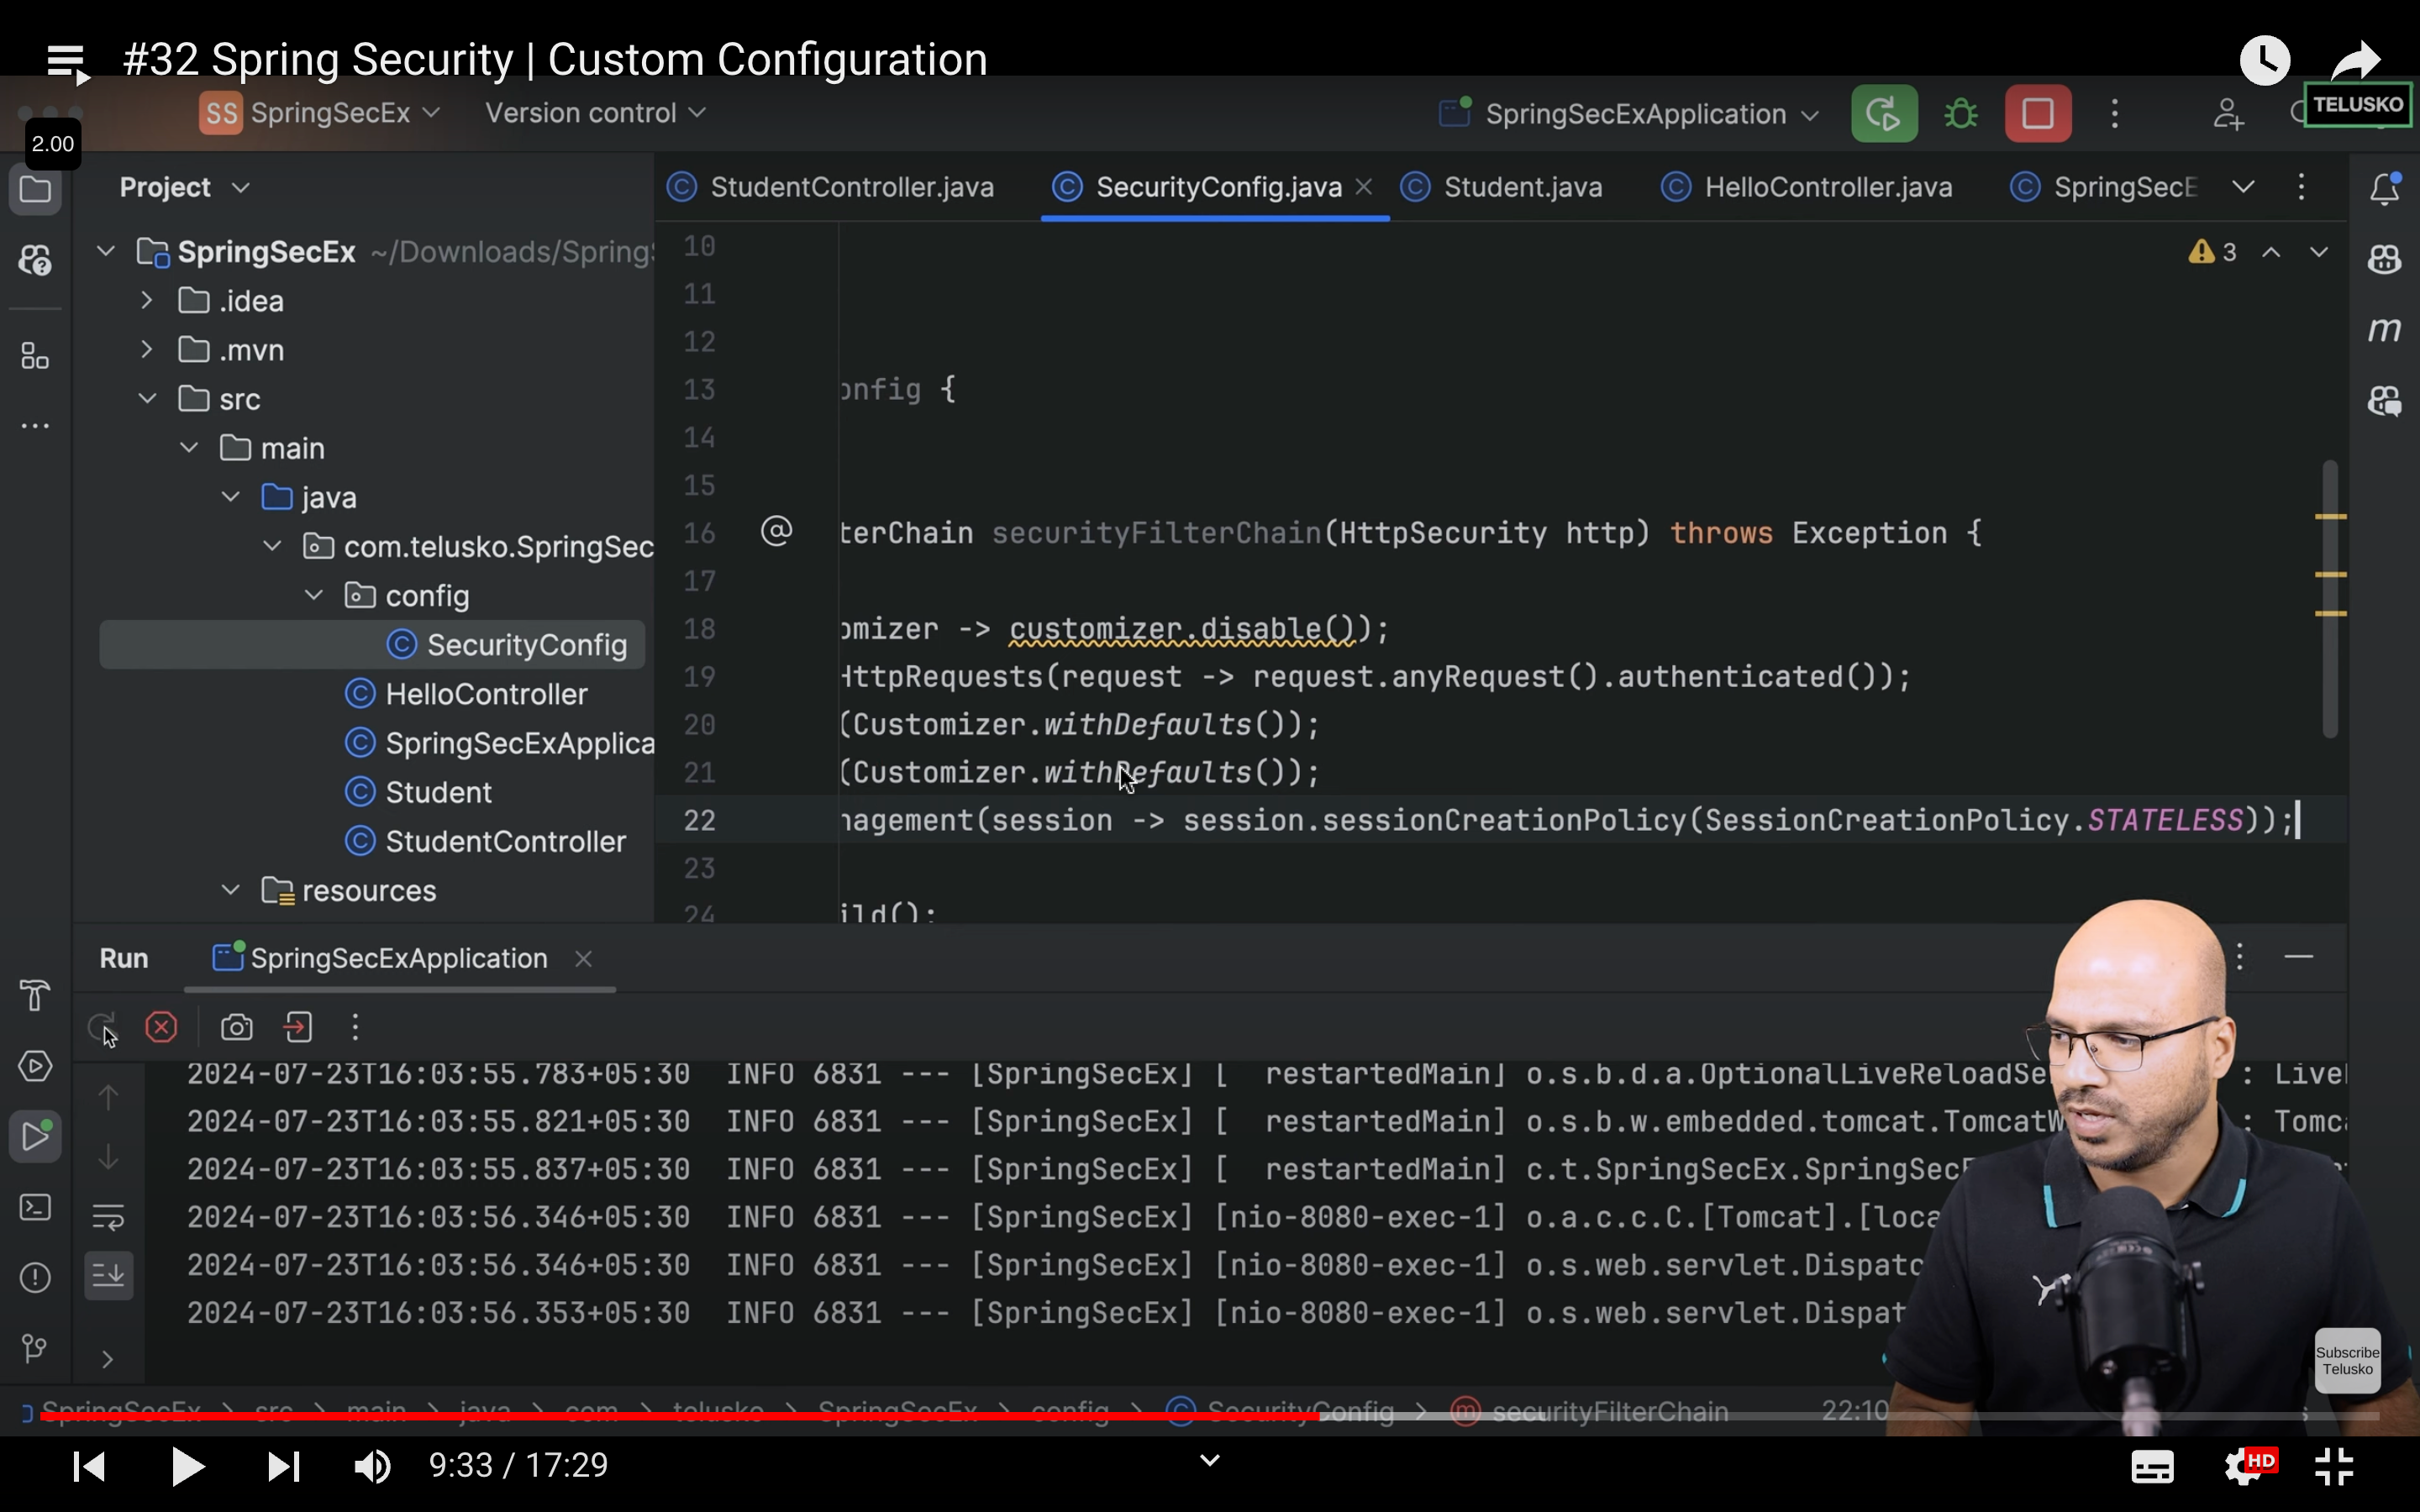 #32 Spring Security | Custom Configuration
SS SpringSecEx Version control SpringSecExApplication
TELUSKO
2.00
Project
StudentController.java SecurityConfig.java Student.java HelloController.java SpringSecE
SpringSecEx ~/Downloads/Spring
.idea
.mvn
src
main
java
com.telusko.SpringSec
config
SecurityConfig
HelloController
SpringSecExApplica
Student
StudentController
resources
3
10
11
12
13 onfig {
14
15
16 @ terChain securityFilterChain(HttpSecurity http) throws Exception {
17
18 omizer -> customizer.disable());
19 HttpRequests(request -> request.anyRequest().authenticated());
20 (Customizer.withDefaults());
21 (Customizer.withDefaults());
22 nagement(session -> session.sessionCreationPolicy(SessionCreationPolicy.STATELESS));
23
24 ild();
Run SpringSecExApplication
2024-07-23T16:03:55.783+05:30 INFO 6831 --- [SpringSecEx] [ restartedMain] o.s.b.d.a.OptionalLiveReloadSe : Live
2024-07-23T16:03:55.821+05:30 INFO 6831 --- [SpringSecEx] [ restartedMain] o.s.b.w.embedded.tomcat.TomcatW : Tomc
2024-07-23T16:03:55.837+05:30 INFO 6831 --- [SpringSecEx] [ restartedMain] c.t.SpringSecEx.SpringSecE
2024-07-23T16:03:56.346+05:30 INFO 6831 --- [SpringSecEx] [nio-8080-exec-1] o.a.c.c.C.[Tomcat].[loca
2024-07-23T16:03:56.346+05:30 INFO 6831 --- [SpringSecEx] [nio-8080-exec-1] o.s.web.servlet.Dispatc
2024-07-23T16:03:56.353+05:30 INFO 6831 --- [SpringSecEx] [nio-8080-exec-1] o.s.web.servlet.Dispat
Subscribe
Telusko
SpringSecEx > src > main > java > com > telusko > SpringSecEx > config > SecurityConfig > securityFilterChain 22:10
9:33 / 17:29
HD